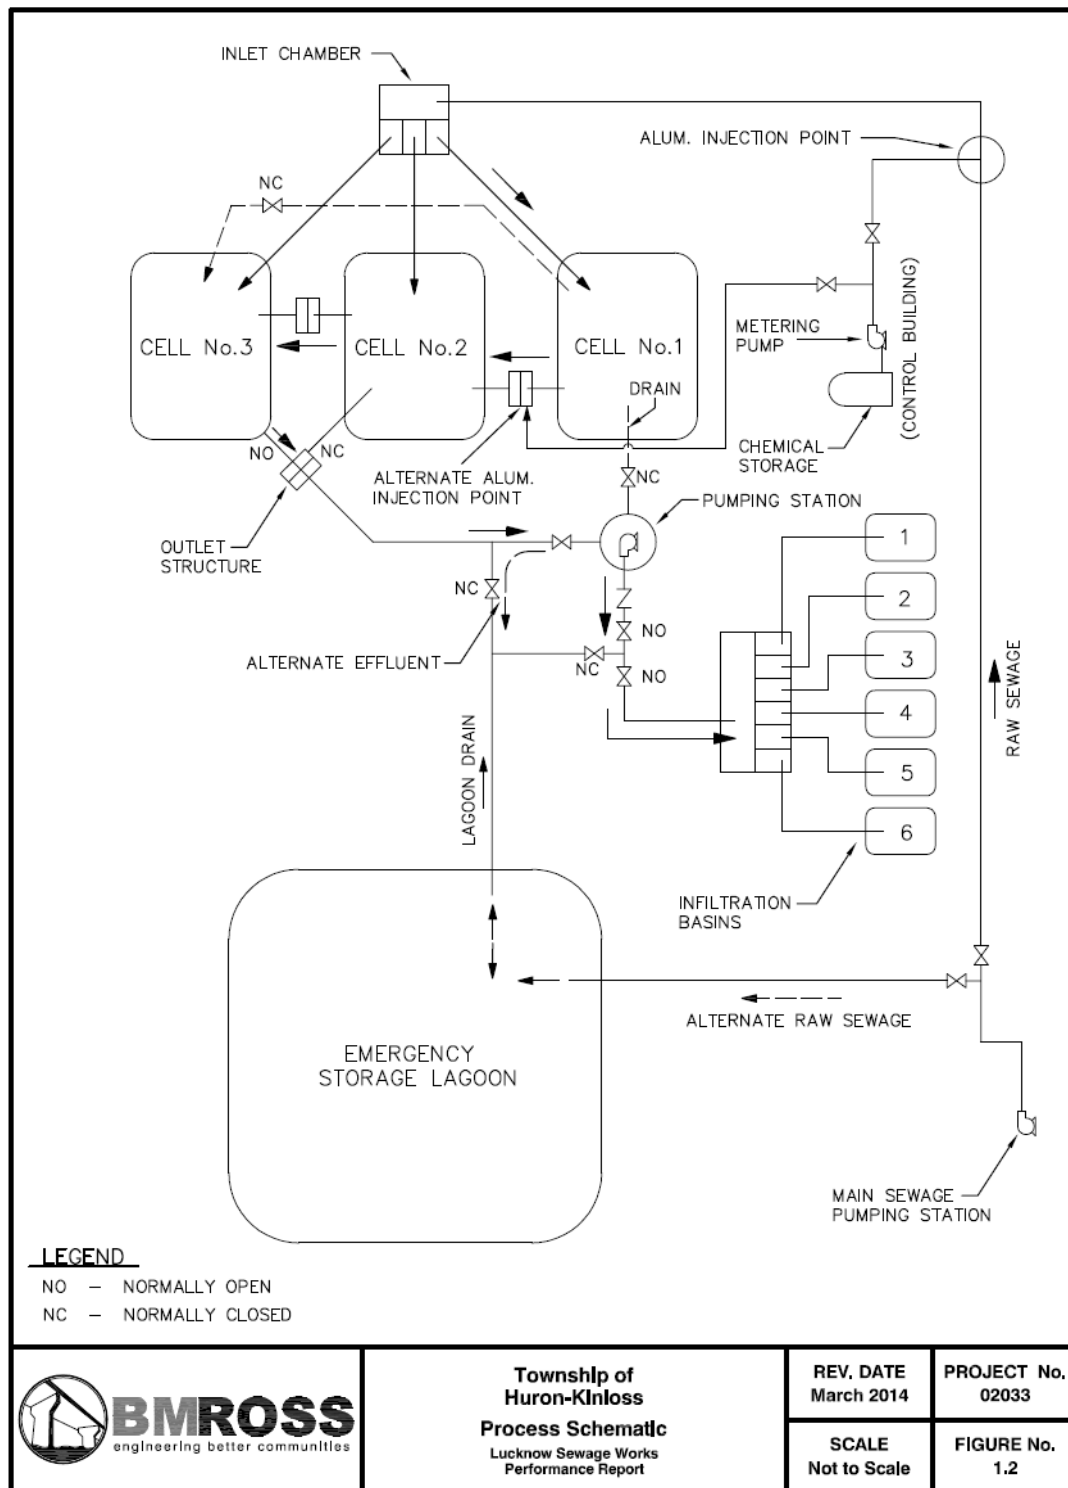 INLET CHAMBER
ALUM. INJECTION POINT
NC
CELL No.3
CELL No.2
CELL No.1
METERING
PUMP
(CONTROL BUILDING)
DRAIN
CHEMICAL
STORAGE
NO
NC
ALTERNATE ALUM.
INJECTION POINT
NC
PUMPING STATION
OUTLET
STRUCTURE
1
NC
2
NO
ALTERNATE EFFLUENT
NC
NO
3
4
RAW SEWAGE
LAGOON DRAIN
5
6
INFILTRATION
BASINS
ALTERNATE RAW SEWAGE
EMERGENCY
STORAGE LAGOON
MAIN SEWAGE
PUMPING STATION
LEGEND
NO – NORMALLY OPEN
NC – NORMALLY CLOSED
BMROSS
engineering better communities
Township of
Huron-Kinloss
Process Schematic
Lucknow Sewage Works
Performance Report
REV. DATE
March 2014
PROJECT No.
02033
SCALE
Not to Scale
FIGURE No.
1.2